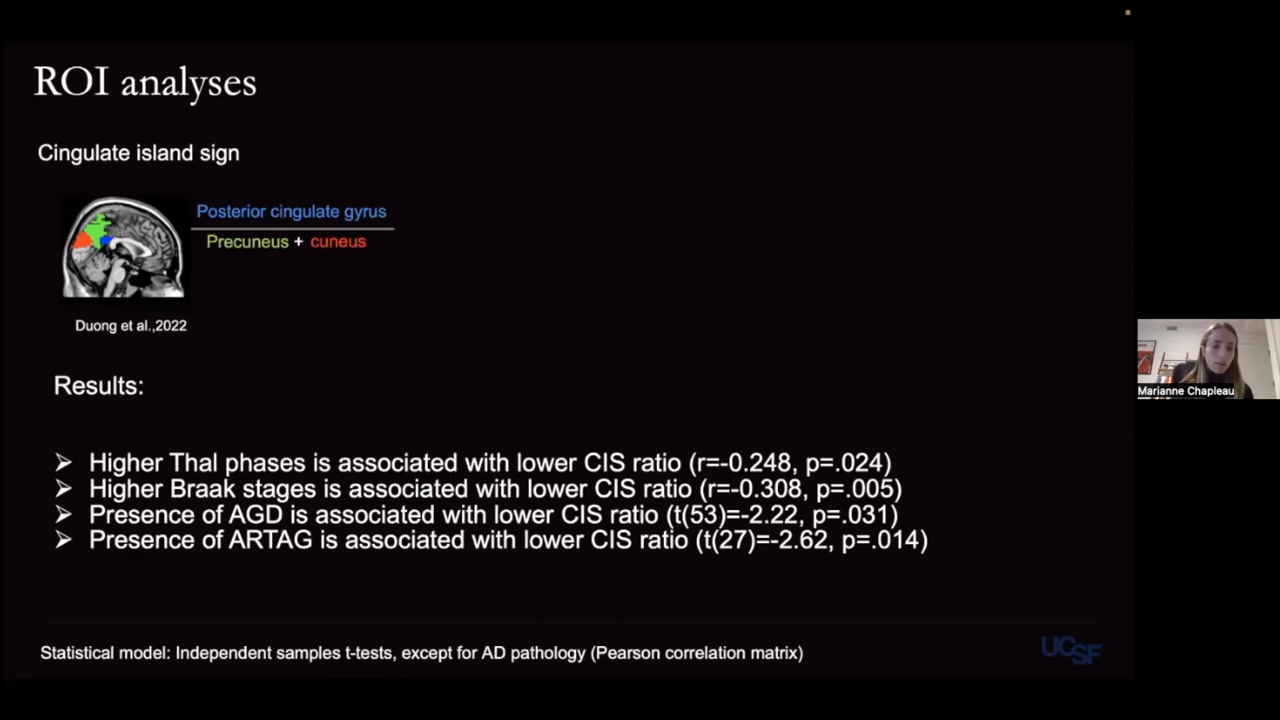 ROI analyses
Cingulate island sign
Posterior cingulate gyrus
Precuneus + cuneus
Duong et al.,2022
Results:
➢ Higher Thal phases is associated with lower CIS ratio (r=-0.248, p=.024)
➢ Higher Braak stages is associated with lower CIS ratio (r=-0.308, p=.005)
➢ Presence of AGD is associated with lower CIS ratio (t(53)=-2.22, p=.031)
➢ Presence of ARTAG is associated with lower CIS ratio (t(27)=-2.62, p=.014)
Statistical model: Independent samples t-tests, except for AD pathology (Pearson correlation matrix)
UCSF
Marianne Chapleau